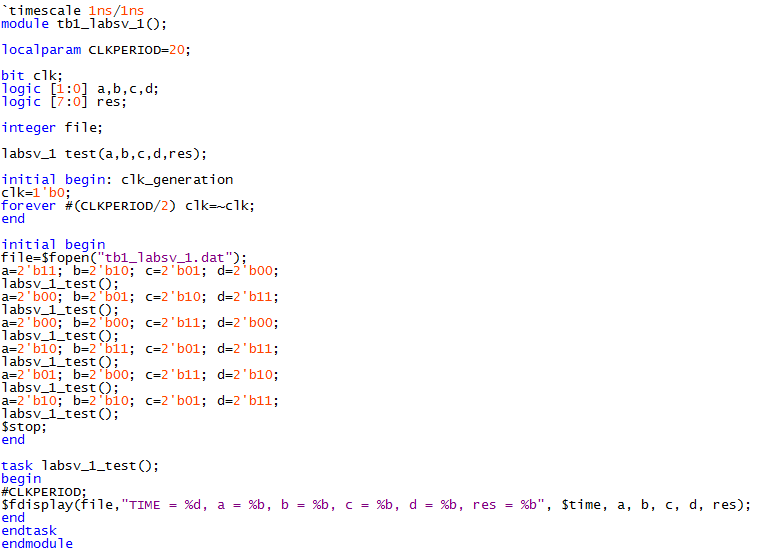 `timescale 1ns/1ns
module tb1_labsv_1();
localparam CLKPERIOD=20;
bit clk;
logic [1:0] a,b,c,d;
logic [7:0] res;
integer file;
labsv_1 test(a,b,c,d,res);
initial begin: clk_generation
clk=1'b0;
forever #(CLKPERIOD/2) clk=~clk;
end
initial begin
file=$fopen("tb1_labsv_1.dat");
a=2'b11; b=2'b10; c=2'b01; d=2'b00;
labsv_1_test();
a=2'b00; b=2'b01; c=2'b10; d=2'b11;
labsv_1_test();
a=2'b00; b=2'b00; c=2'b11; d=2'b00;
labsv_1_test();
a=2'b10; b=2'b11; c=2'b01; d=2'b11;
labsv_1_test();
a=2'b01; b=2'b00; c=2'b11; d=2'b10;
labsv_1_test();
a=2'b10; b=2'b10; c=2'b01; d=2'b11;
labsv_1_test();
$stop;
end
task labsv_1_test();
begin
#CLKPERIOD;
$fdisplay(file,"TIME = %d, a = %b, b = %b, c = %b, d = %b, res = %b", $time, a, b, c, d, res);
end
endtask
endmodule